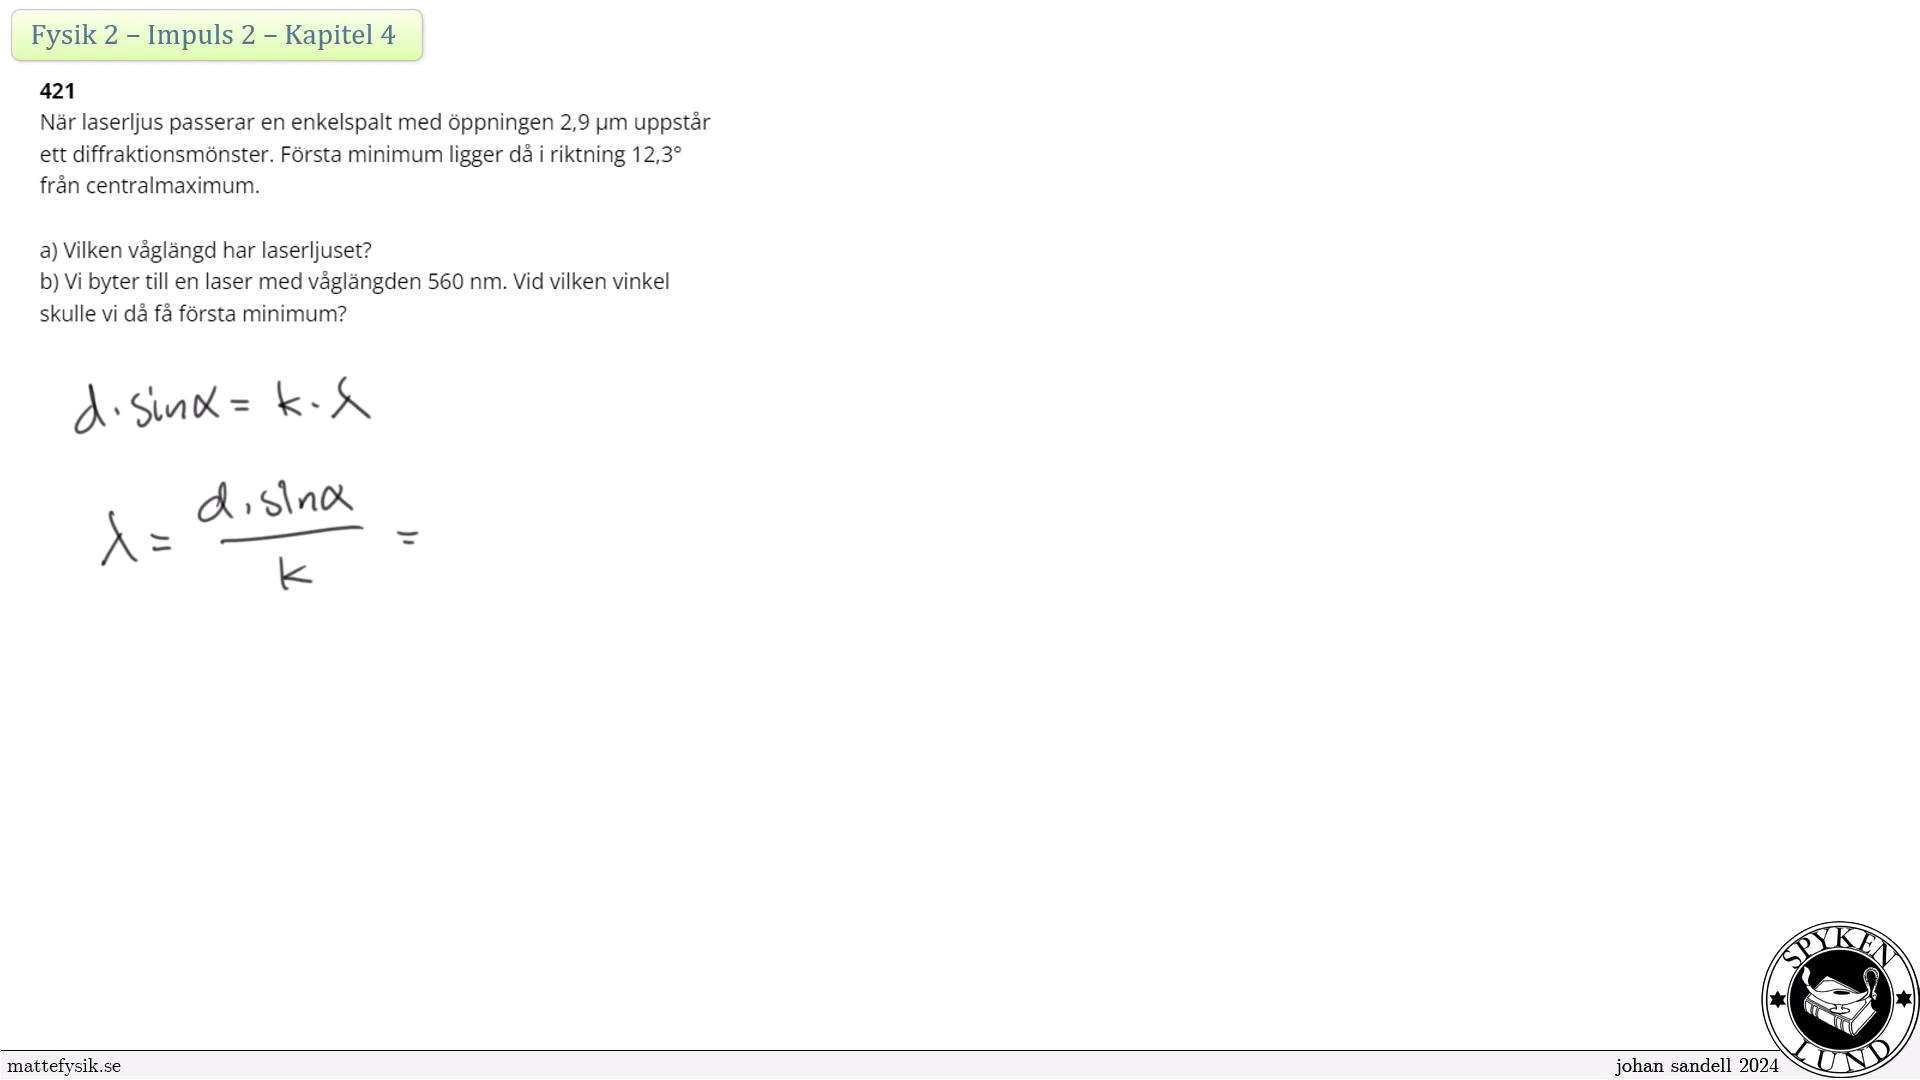 Fysik 2 – Impuls 2 – Kapitel 4
421
När laserljus passerar en enkelspalt med öppningen 2,9 µm uppstår
ett diffraktionsmönster. Första minimum ligger då i riktning 12,3°
från centralmaximum.
a) Vilken våglängd har laserljuset?
b) Vi byter till en laser med våglängden 560 nm. Vid vilken vinkel
skulle vi då få första minimum?
d · sinα = k · λ
λ = d · sinα / k =
SPYKEN
LUND
mattefysik.se
johan sandell 2024